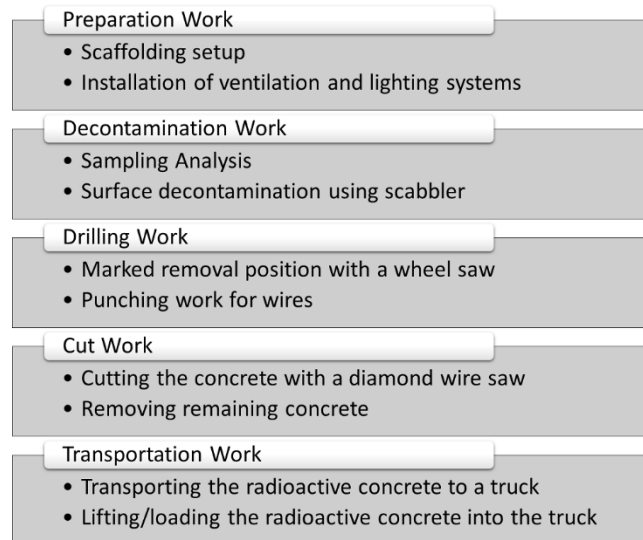 Preparation Work
• Scaffolding setup
• Installation of ventilation and lighting systems
Decontamination Work
• Sampling Analysis
• Surface decontamination using scabbler
Drilling Work
• Marked removal position with a wheel saw
• Punching work for wires
Cut Work
• Cutting the concrete with a diamond wire saw
• Removing remaining concrete
Transportation Work
• Transporting the radioactive concrete to a truck
• Lifting/loading the radioactive concrete into the truck